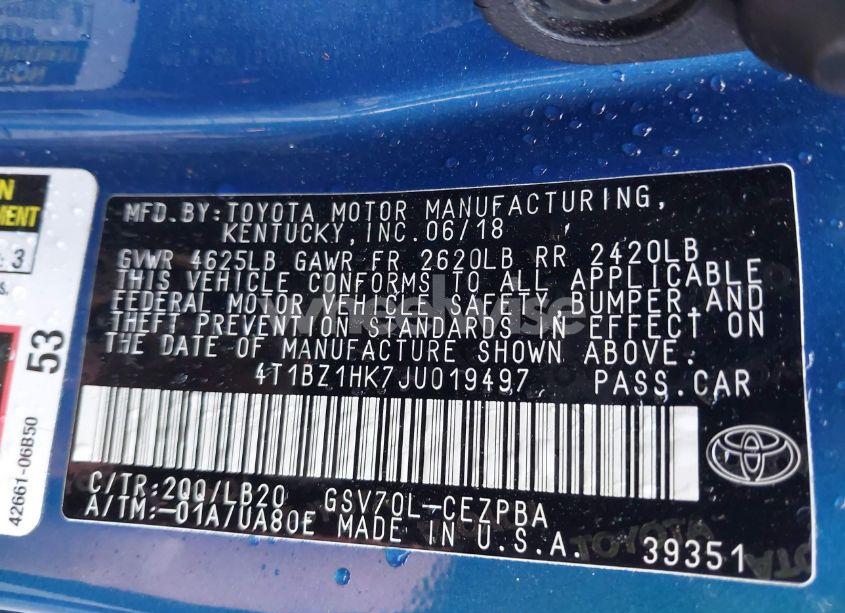 MFD.BY:TOYOTA MOTOR MANUFACTURING,
KENTUCKY,INC.06/18
GVWR 4625LB GAWR FR 2620LB RR 2420LB
THIS VEHICLE CONFORMS TO ALL APPLICABLE
FEDERAL MOTOR VEHICLE SAFETY,BUMPER,AND
THEFT PREVENTION STANDARDS IN EFFECT ON
THE DATE OF MANUFACTURE SHOWN ABOVE.
4T1BZ1HK7JU019497 PASS.CAR
C/TR:2QQ/LB20 GSV70L-CEZPBA
A/TM:-01A/UA80E MADE IN U.S.A. 39351
53
42661-06B50
: 3